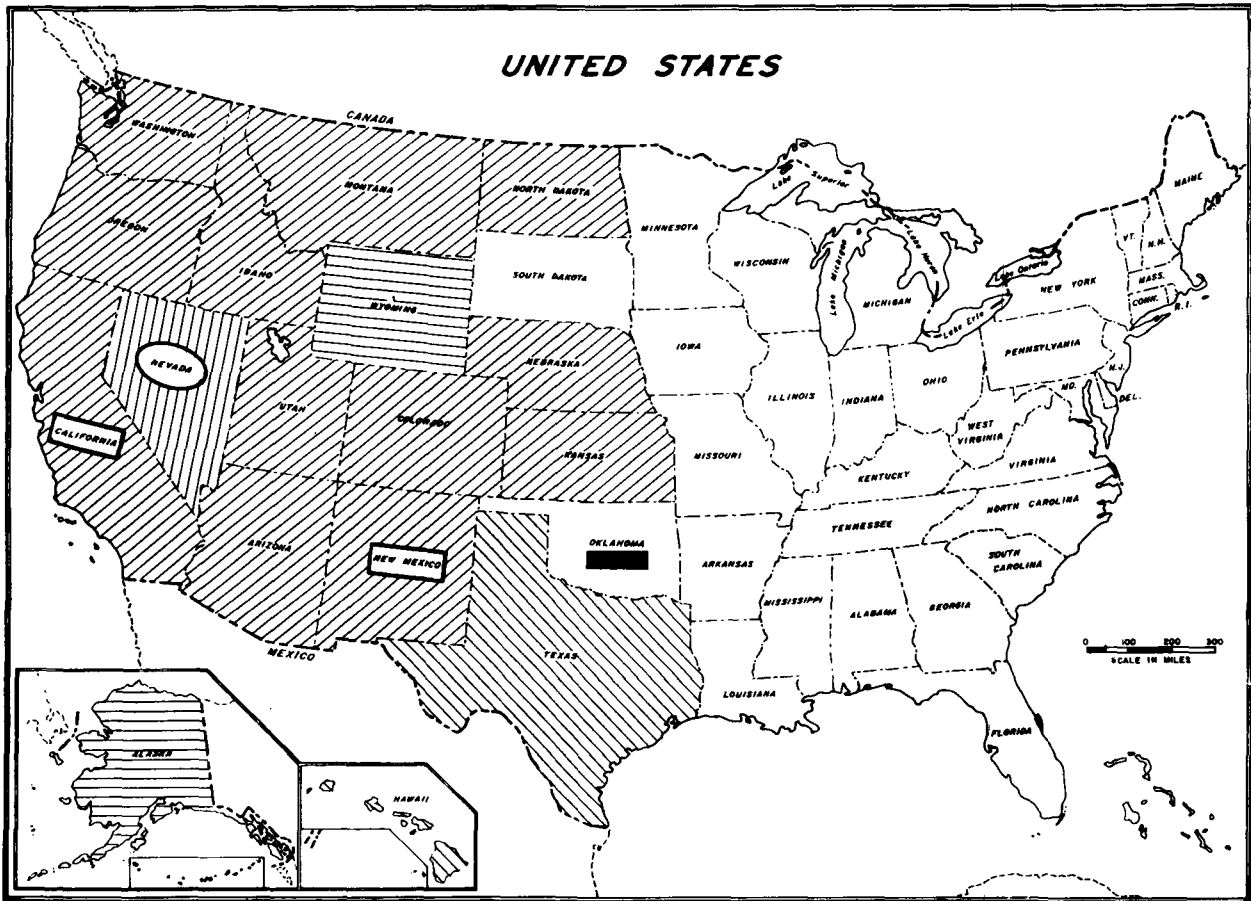 UNITED STATES
CANADA
WASHINGTON
MONTANA
NORTH DAKOTA
MINNESOTA
Lake Superior
MAINE
OREGON
IDAHO
WYOMING
SOUTH DAKOTA
WISCONSIN
Lake Michigan
Lake Huron
MICHIGAN
Lake Ontario
Lake Erie
NEW YORK
VT.
N.H.
MASS.
CONN.
R.I.
NEVADA
UTAH
COLORADO
NEBRASKA
KANSAS
IOWA
ILLINOIS
INDIANA
OHIO
PENNSYLVANIA
N.J.
MD.
DEL.
WEST
VIRGINIA
VIRGINIA
CALIFORNIA
ARIZONA
NEW MEXICO
OKLAHOMA
MISSOURI
KENTUCKY
TENNESSEE
NORTH CAROLINA
SOUTH
CAROLINA
ARKANSAS
MISSISSIPPI
ALABAMA
GEORGIA
TEXAS
LOUISIANA
FLORIDA
MEXICO
ALASKA
HAWAII
0 100 200 300
SCALE IN MILES